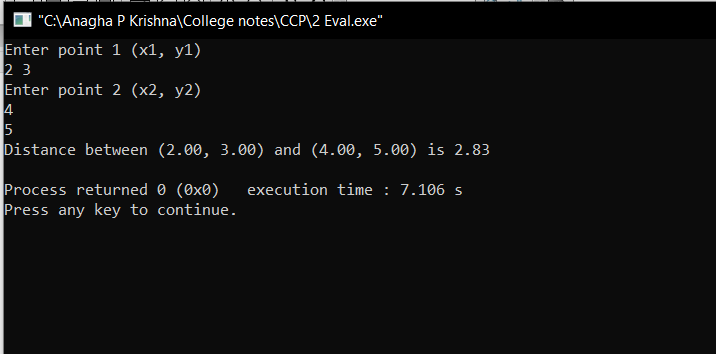 "C:\Anagha P Krishna\College notes\CCP\2 Eval.exe"
Enter point 1 (x1, y1)
2 3
Enter point 2 (x2, y2)
4
5
Distance between (2.00, 3.00) and (4.00, 5.00) is 2.83
Process returned 0 (0x0)   execution time : 7.106 s
Press any key to continue.